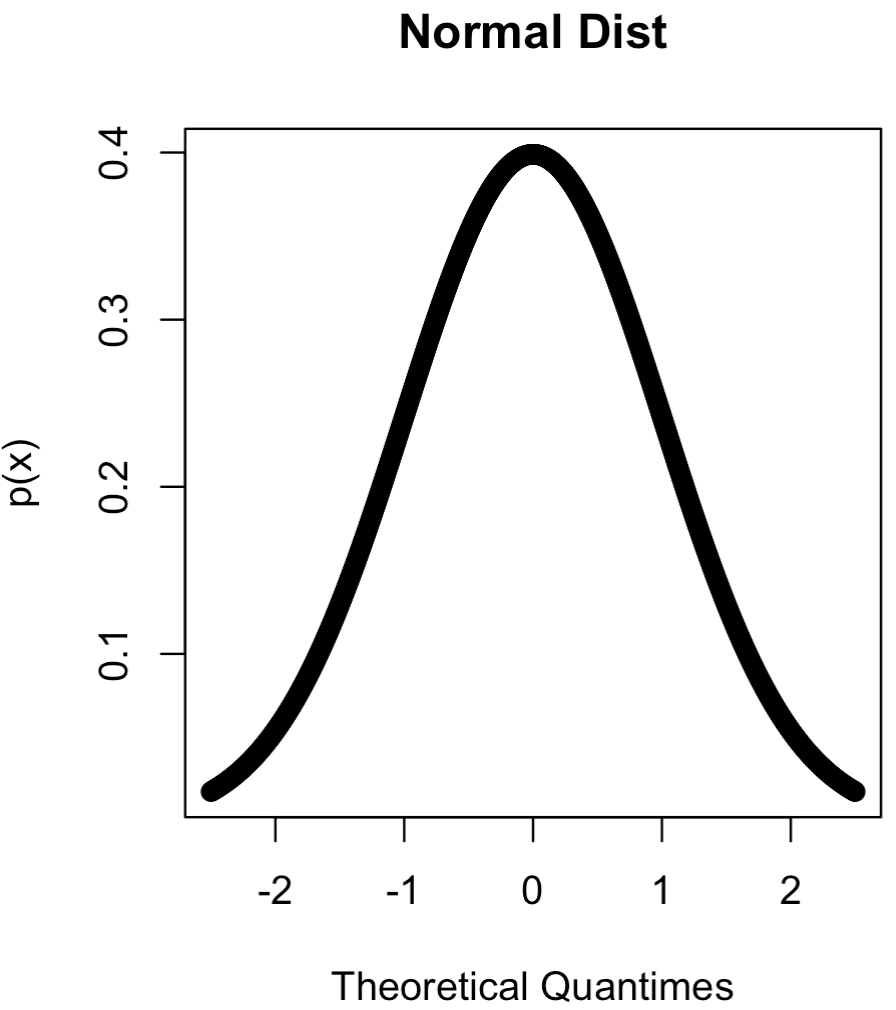 Normal Dist
0.4
0.3
p(x)
0.2
0.1
-2 -1 0 1 2
Theoretical Quantimes